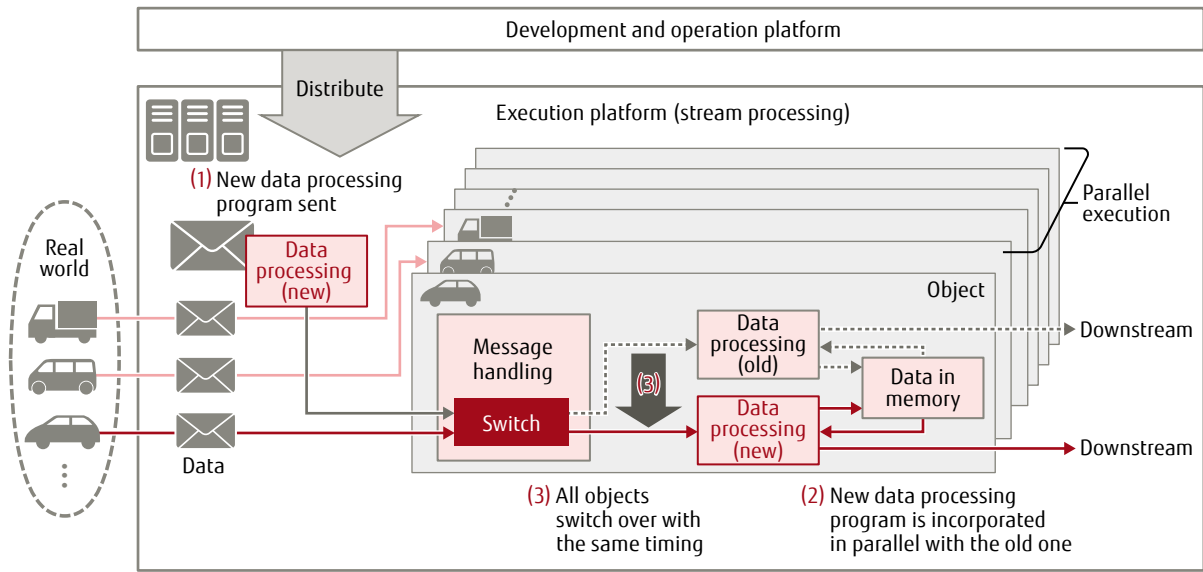 Development and operation platform
Distribute
Execution platform (stream processing)
(1) New data processing
program sent
Parallel
execution
Real
world
Data
processing
(new)
Object
Message
handling
Switch
Data
processing
(old)
(3)
Data in
memory
Data
processing
(new)
Downstream
Downstream
Data
(3) All objects
switch over with
the same timing
(2) New data processing
program is incorporated
in parallel with the old one